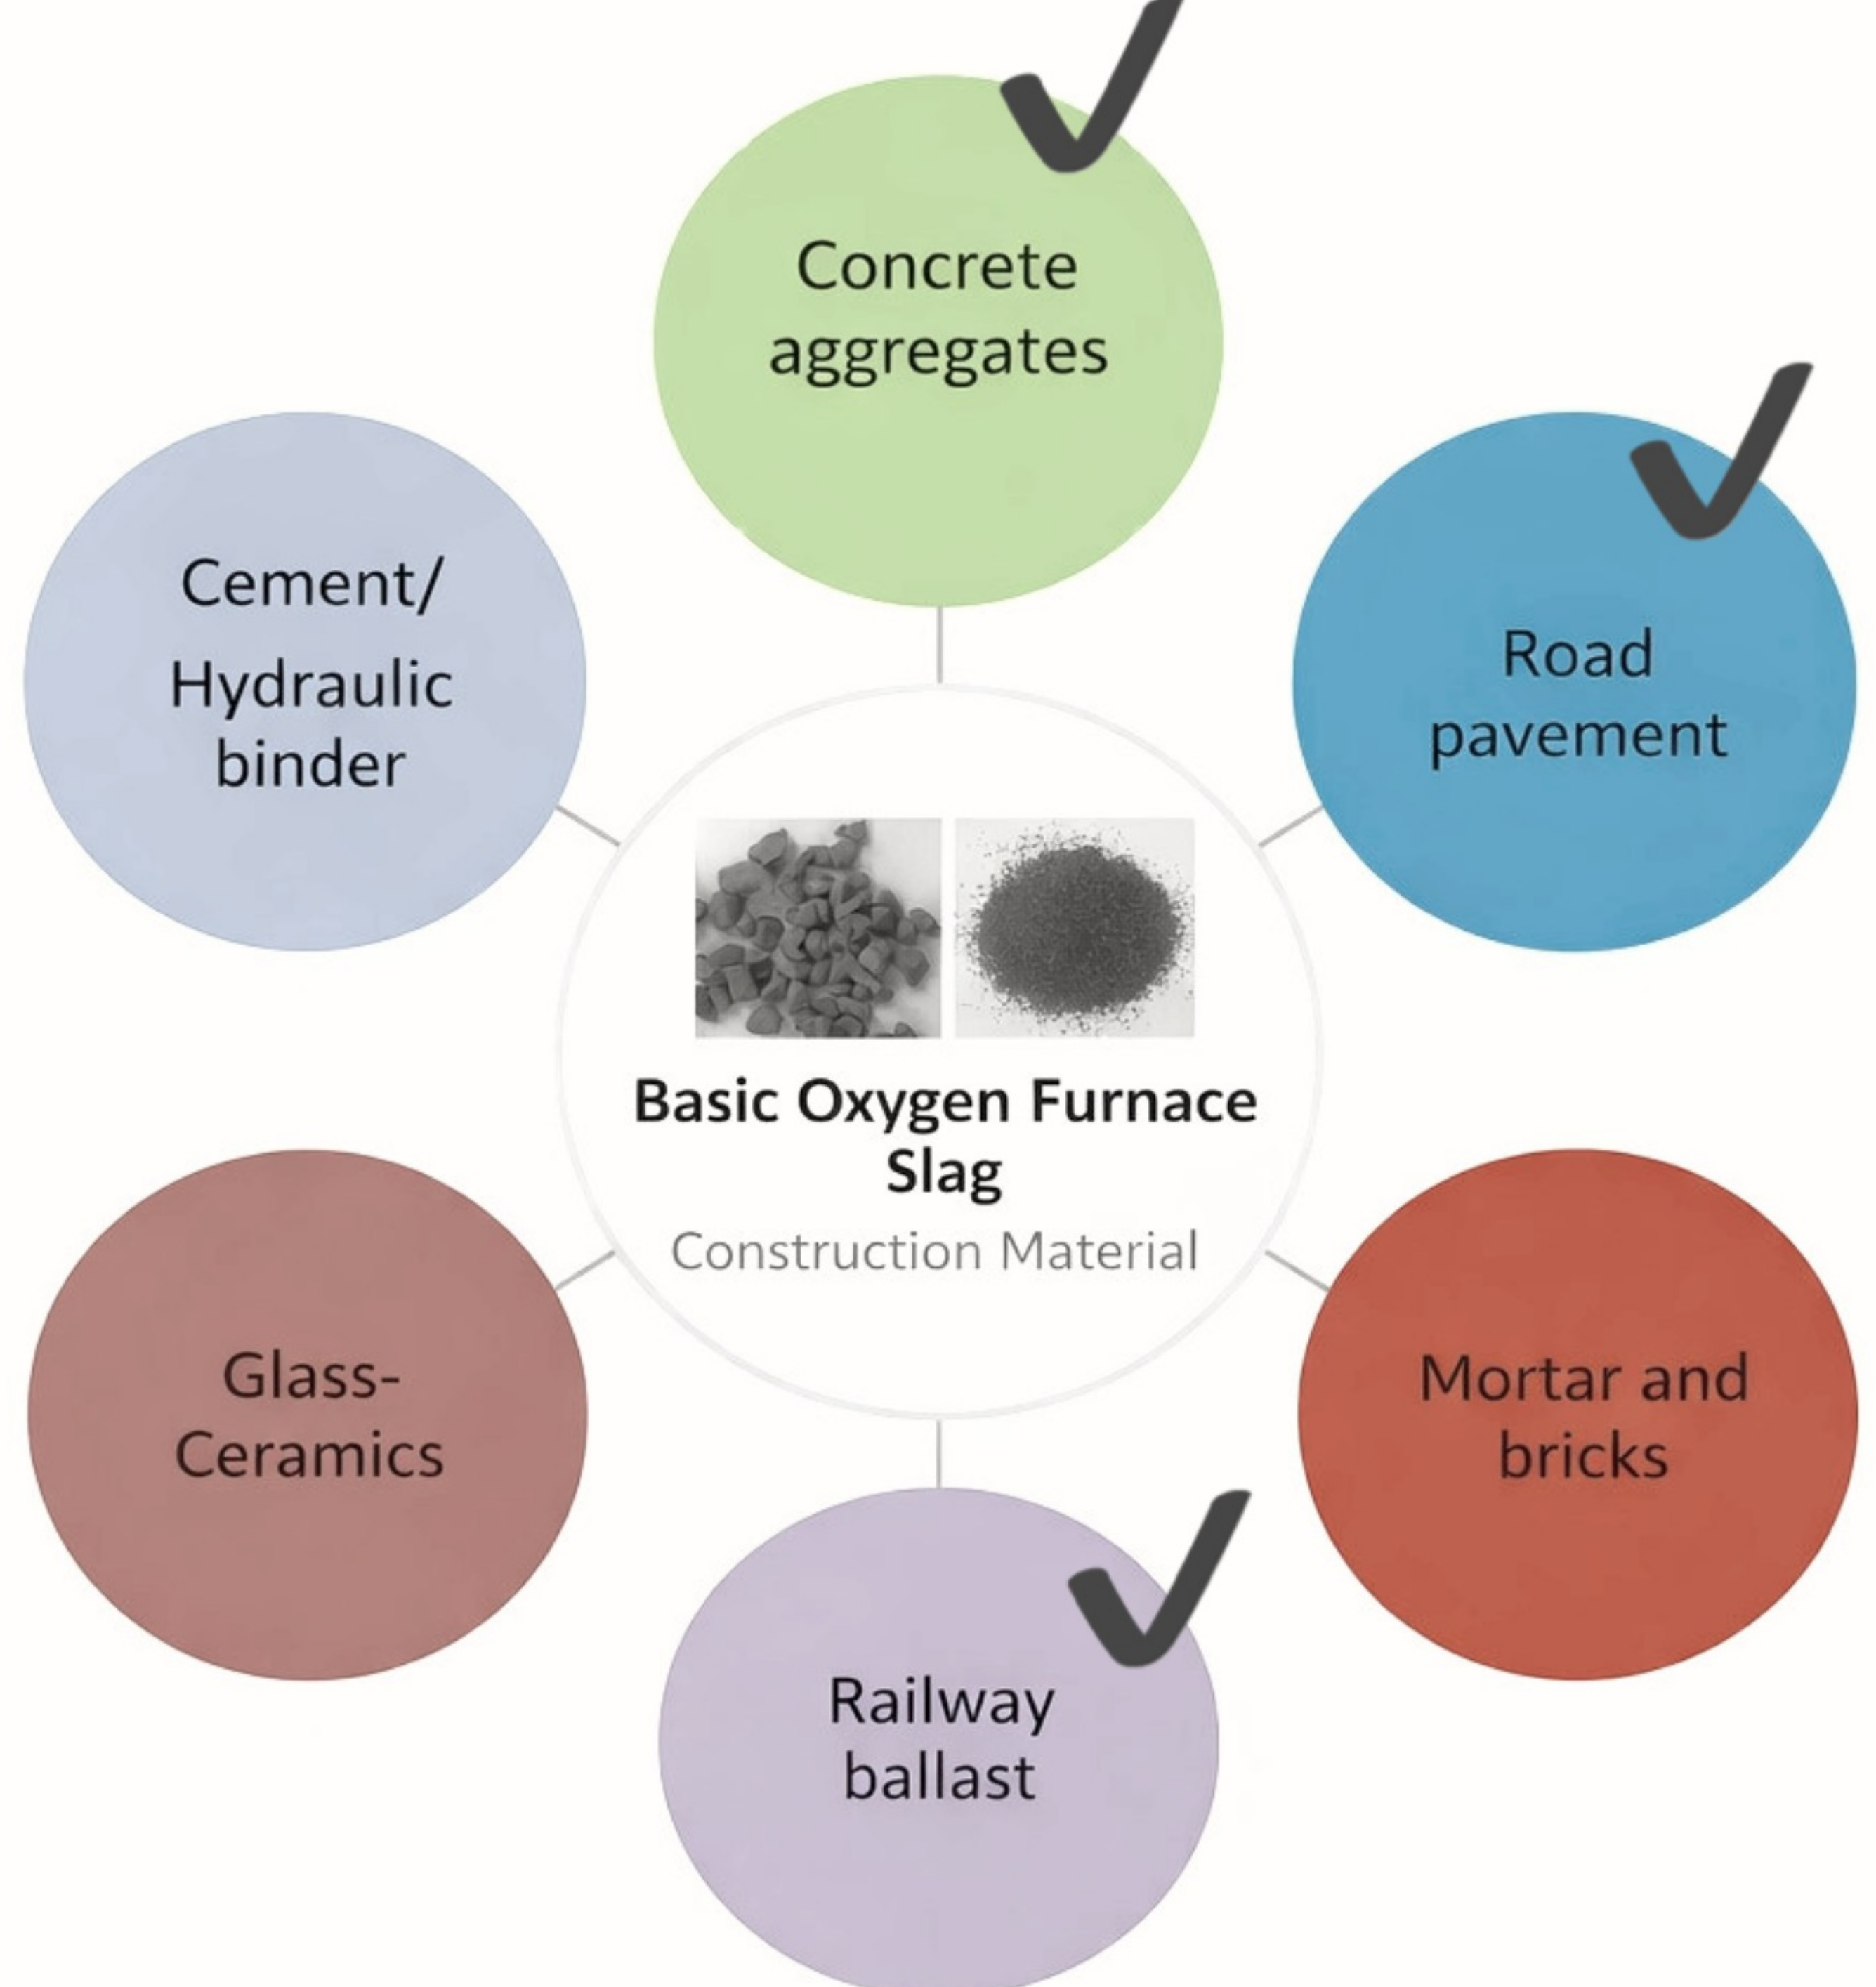 Concrete
aggregates
Cement/
Hydraulic
binder
Road
pavement
Basic Oxygen Furnace
Slag
Construction Material
Glass-
Ceramics
Mortar and
bricks
Railway
ballast